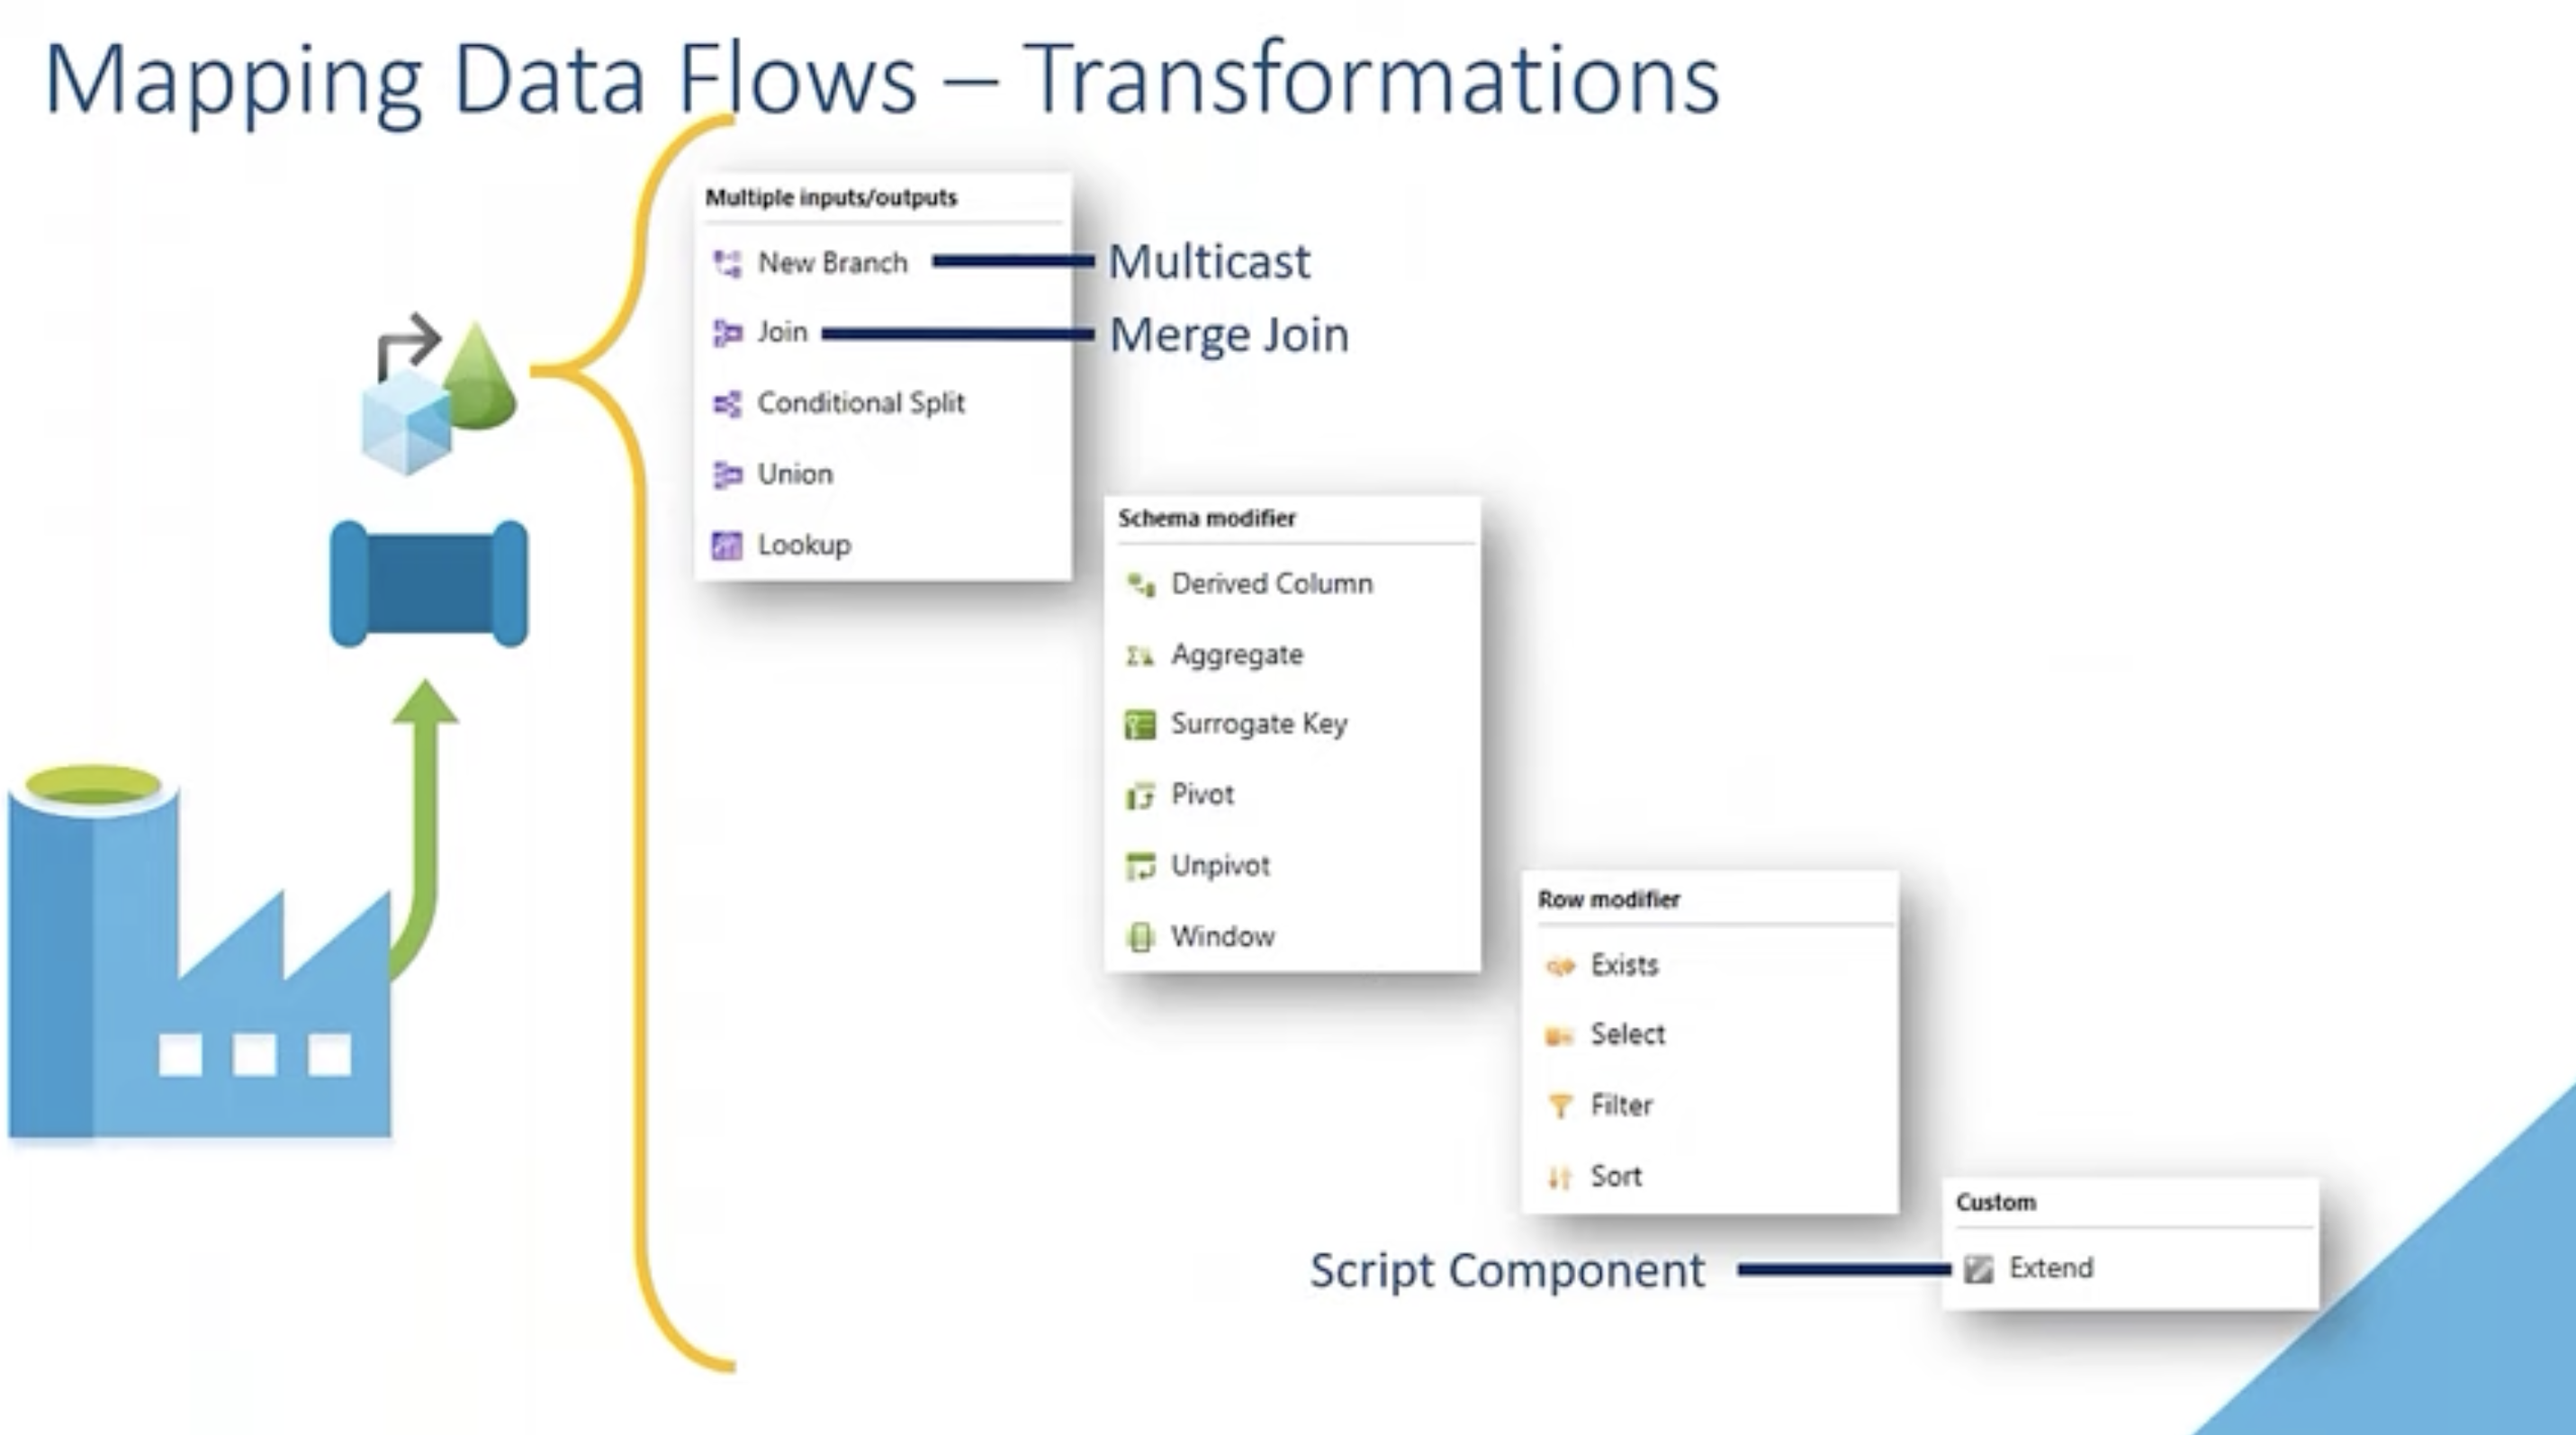 Mapping Data Flows – Transformations
Multiple inputs/outputs
New Branch
Multicast
Join
Merge Join
Conditional Split
Union
Lookup
Schema modifier
Derived Column
Aggregate
Surrogate Key
Pivot
Unpivot
Window
Row modifier
Exists
Select
Filter
Sort
Custom
Script Component
Extend